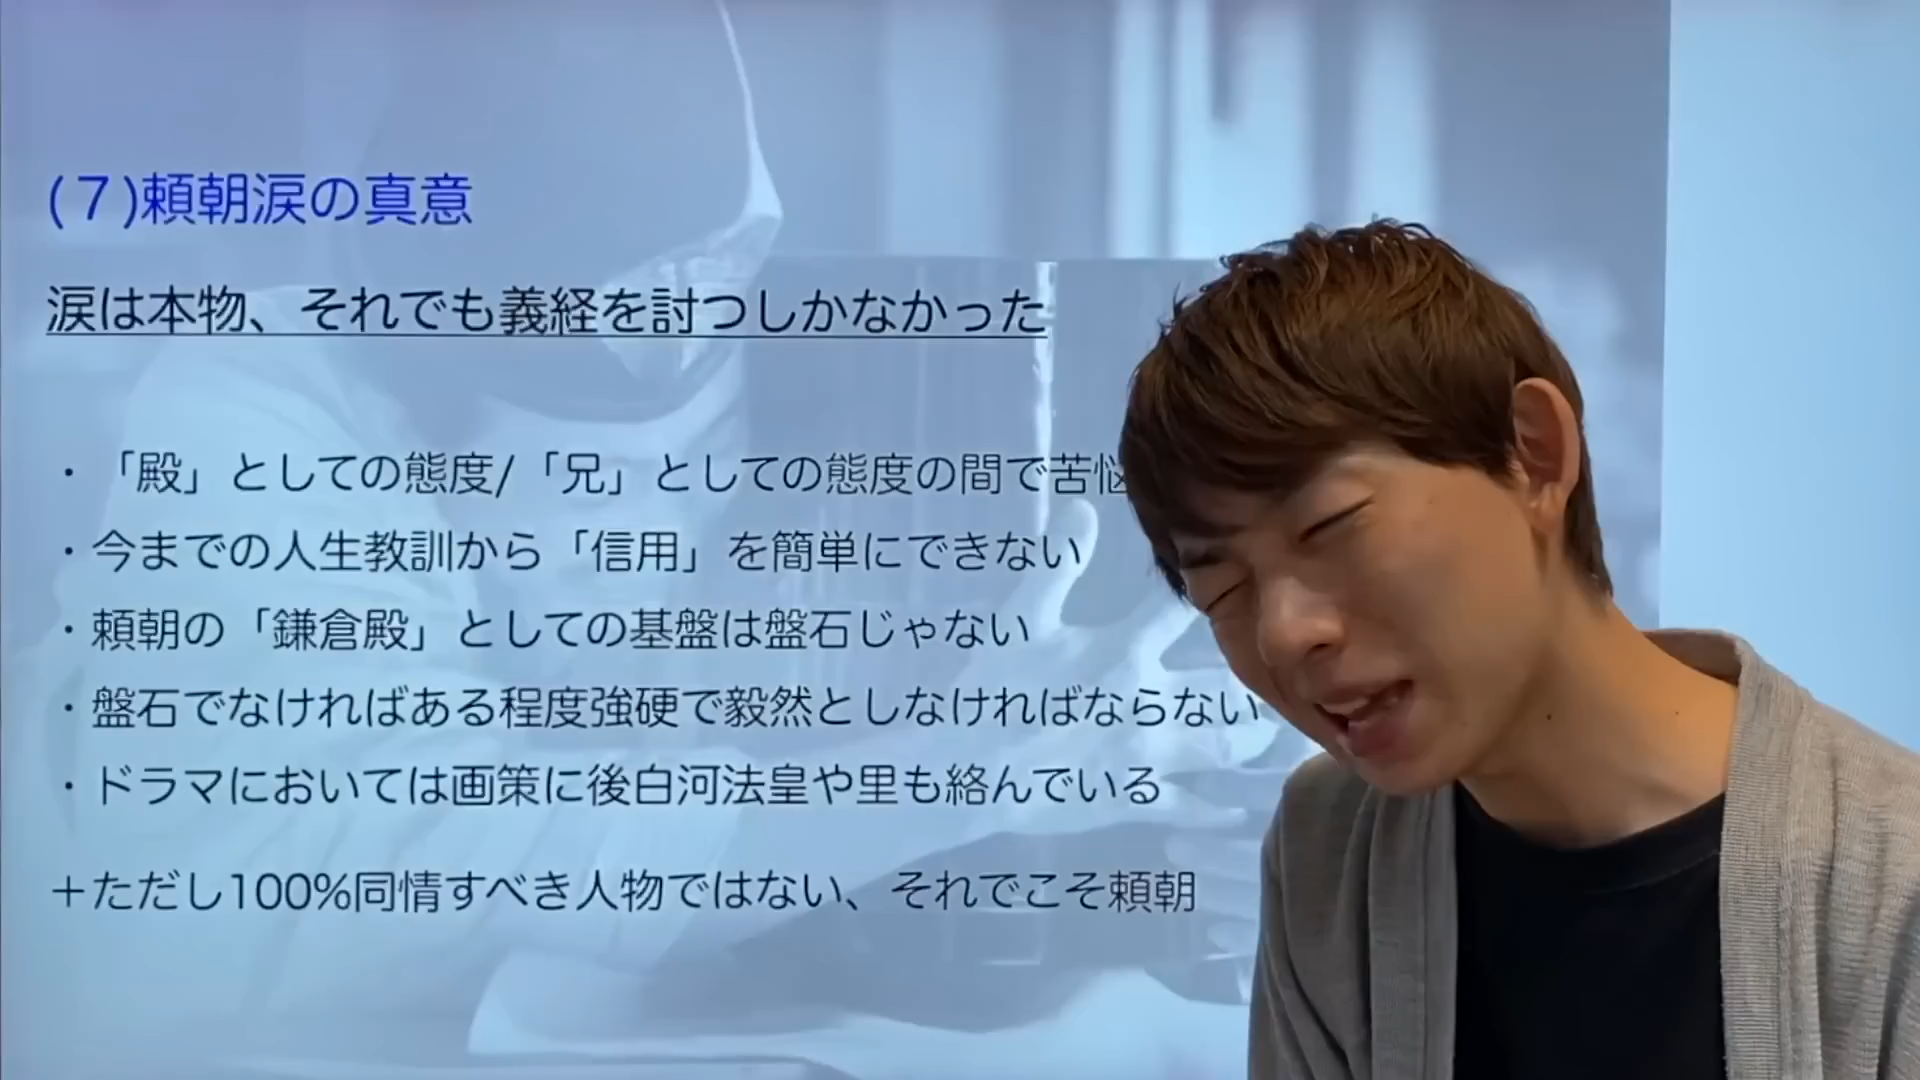 (７)頼朝涙の真意
涙は本物、それでも義経を討つしかなかった
・「殿」としての態度/「兄」としての態度の間で苦悩
・今までの人生教訓から「信用」を簡単にできない
・頼朝の「鎌倉殿」としての基盤は盤石じゃない
・盤石でなければある程度強硬で毅然としなければならない
・ドラマにおいては画策に後白河法皇や里も絡んでいる
＋ただし100%同情すべき人物ではない、それでこそ頼朝